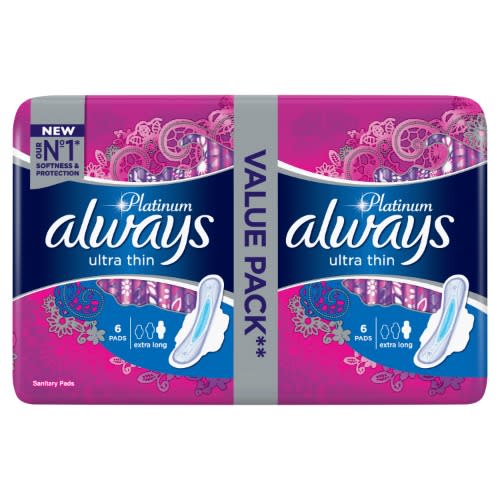 NEW
OUR
Nº1*
SOFTNESS &
PROTECTION
Platinum
always
ultra thin
6
PADS
extra long
Sanitary Pads
VALUE PACK**
Platinum
always
ultra thin
6
PADS
extra long